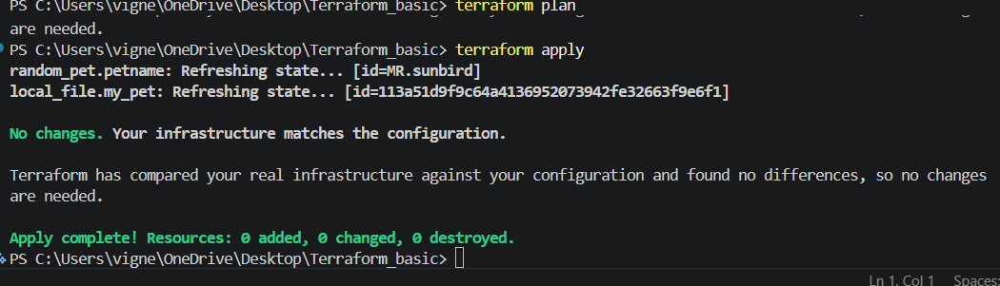 PS C:\Users\vigne\OneDrive\Desktop\Terraform_basic> terraform plan
are needed.
PS C:\Users\vigne\OneDrive\Desktop\Terraform_basic> terraform apply
random_pet.petname: Refreshing state... [id=MR.sunbird]
local_file.my_pet: Refreshing state... [id=113a51d9f9c64a4136952073942fe32663f9e6f1]
No changes. Your infrastructure matches the configuration.
Terraform has compared your real infrastructure against your configuration and found no differences, so no changes
are needed.
Apply complete! Resources: 0 added, 0 changed, 0 destroyed.
PS C:\Users\vigne\OneDrive\Desktop\Terraform_basic>
Ln 1, Col 1 Spaces: